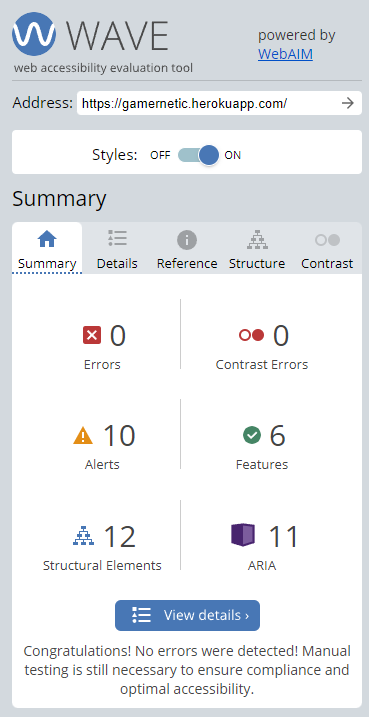 WAVE
web accessibility evaluation tool
powered by
WebAIM
Address: https://gamernetic.herokuapp.com/
Styles: OFF ON
Summary
Summary Details Reference Structure Contrast
0
Errors
0
Contrast Errors
10
Alerts
6
Features
12
Structural Elements
11
ARIA
View details ›
Congratulations! No errors were detected! Manual
testing is still necessary to ensure compliance and
optimal accessibility.